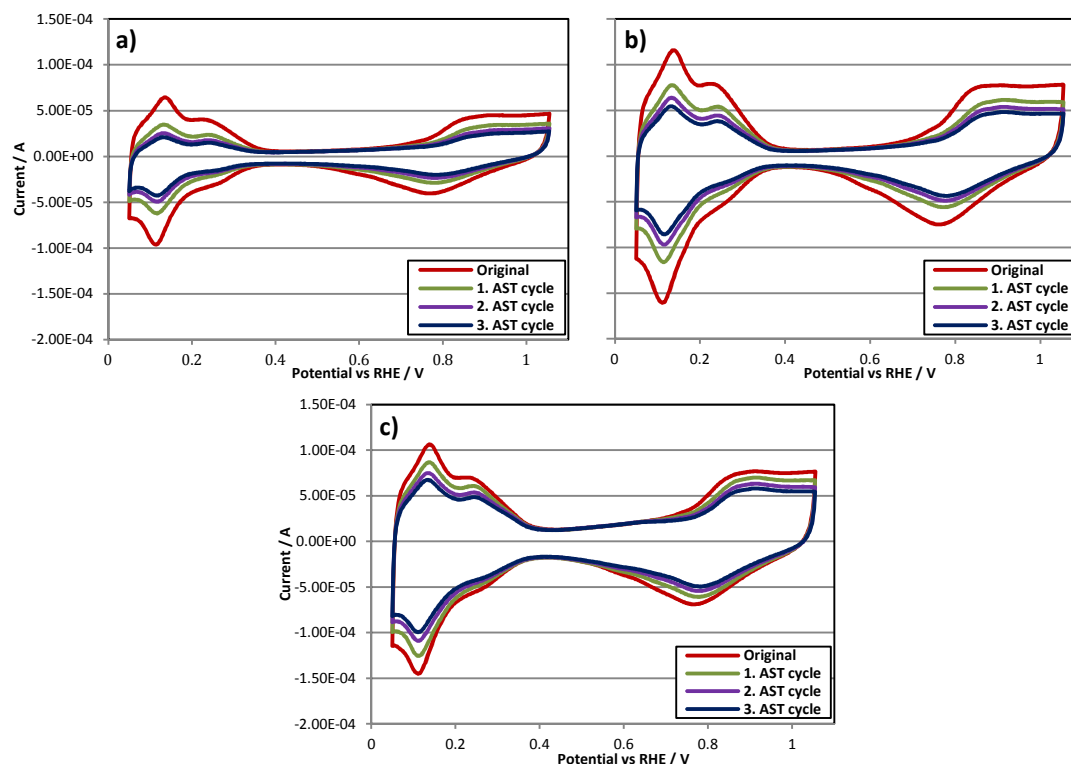 a)
1.50E-04
1.00E-04
5.00E-05
0.00E+00
-5.00E-05
-1.00E-04
-1.50E-04
-2.00E-04
Current / A
0 0.2 0.4 0.6 0.8 1
Potential vs RHE / V
Original
1. AST cycle
2. AST cycle
3. AST cycle
b)
0 0.2 0.4 0.6 0.8 1
Potential vs RHE / V
Original
1. AST cycle
2. AST cycle
3. AST cycle
c)
1.50E-04
1.00E-04
5.00E-05
0.00E+00
-5.00E-05
-1.00E-04
-1.50E-04
-2.00E-04
Current / A
0 0.2 0.4 0.6 0.8 1
Potential vs RHE / V
Original
1. AST cycle
2. AST cycle
3. AST cycle